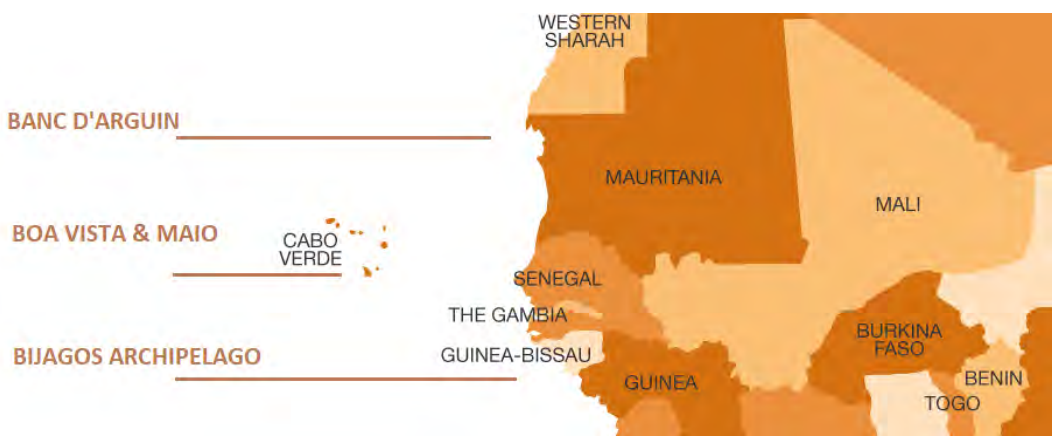 WESTERN
SHARAH
BANC D'ARGUIN
MAURITANIA
MALI
BOA VISTA & MAIO
CABO
VERDE
SENEGAL
THE GAMBIA
BURKINA
FASO
BIJAGOS ARCHIPELAGO
GUINEA-BISSAU
GUINEA
BENIN
TOGO